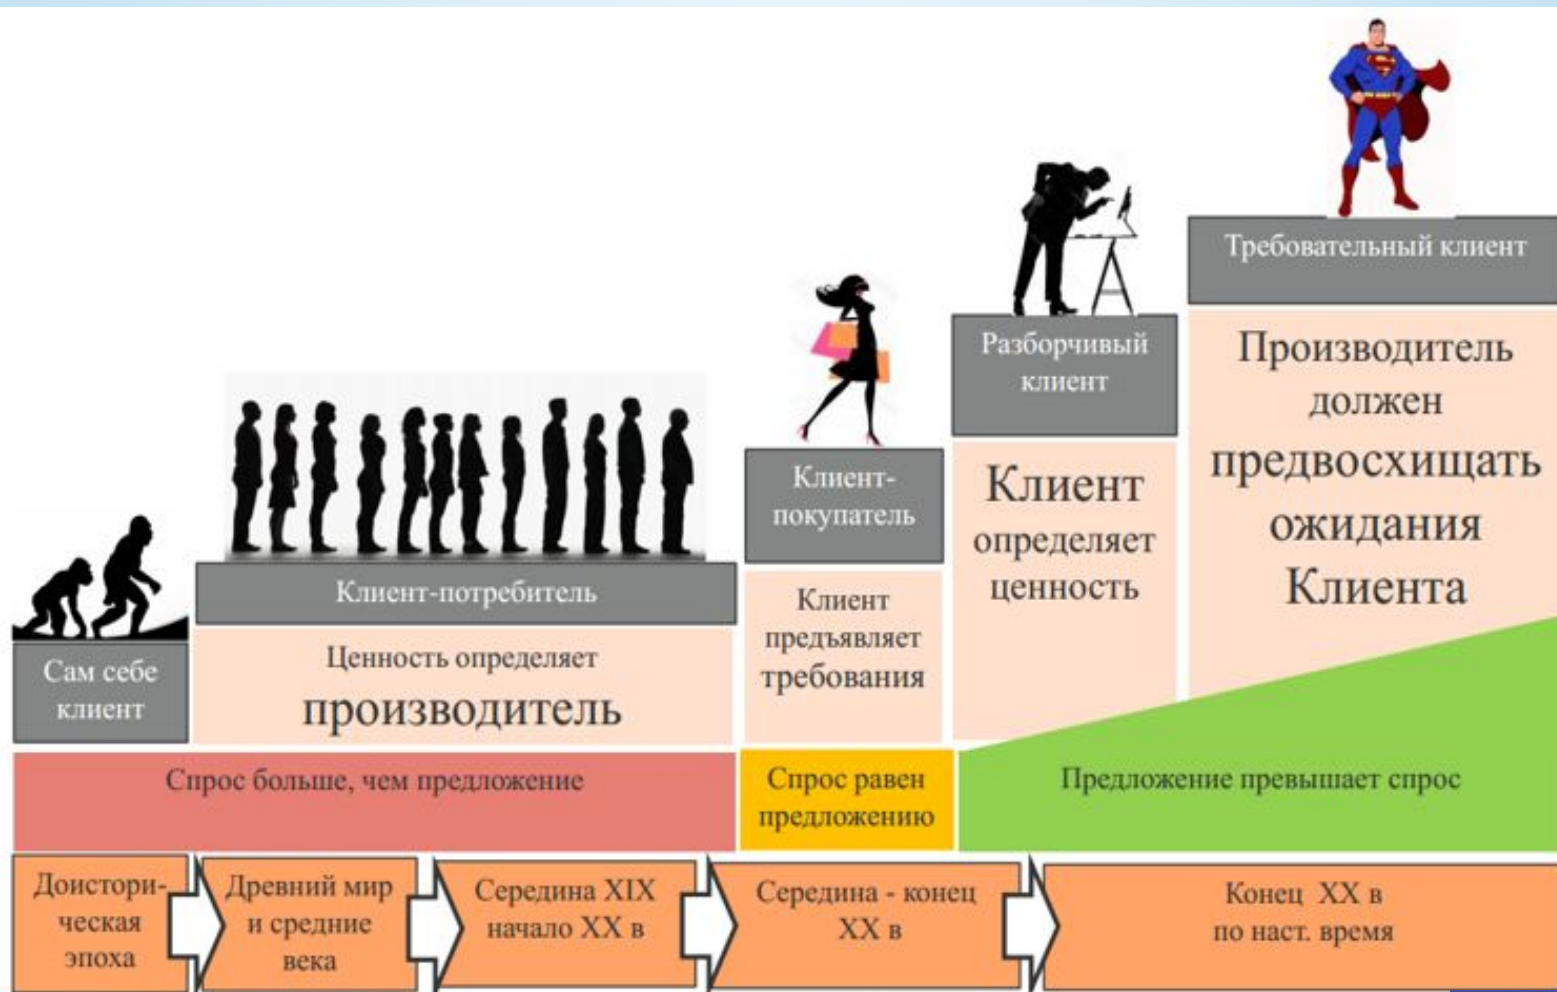 Требовательный клиент
Производитель
должен
предвосхищать
ожидания
Клиента
Разборчивый
клиент
Клиент
определяет
ценность
Клиент-
покупатель
Клиент
предъявляет
требования
Клиент-потребитель
Ценность определяет
производитель
Сам себе
клиент
Спрос больше, чем предложение
Спрос равен
предложению
Предложение превышает спрос
Доистори-
ческая
эпоха
Древний мир
и средние
века
Середина XIX
начало XX в
Середина - конец
XX в
Конец XX в
по наст. время